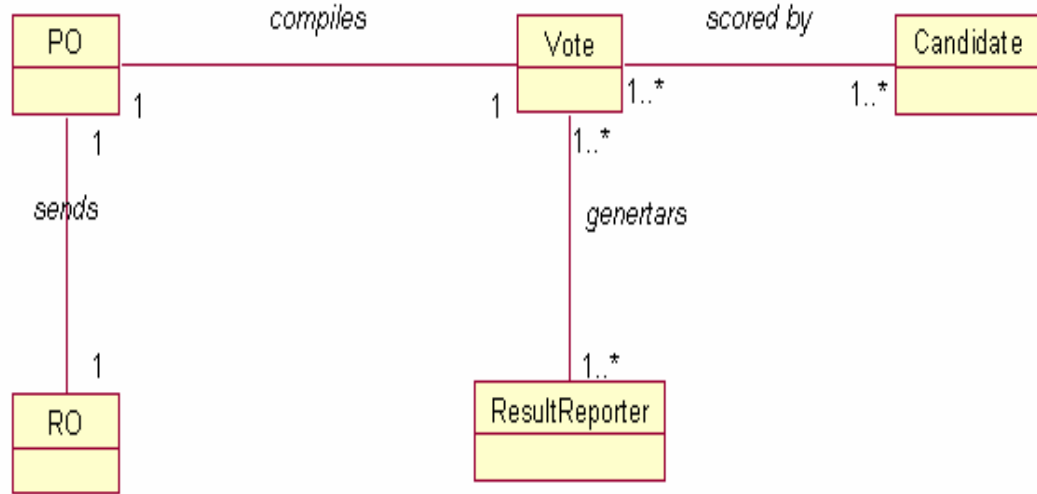 compiles
scored by
PO
Vote
Candidate
1
1
1..*
1..*
1
1..*
sends
genertars
1
1..*
RO
ResultReporter